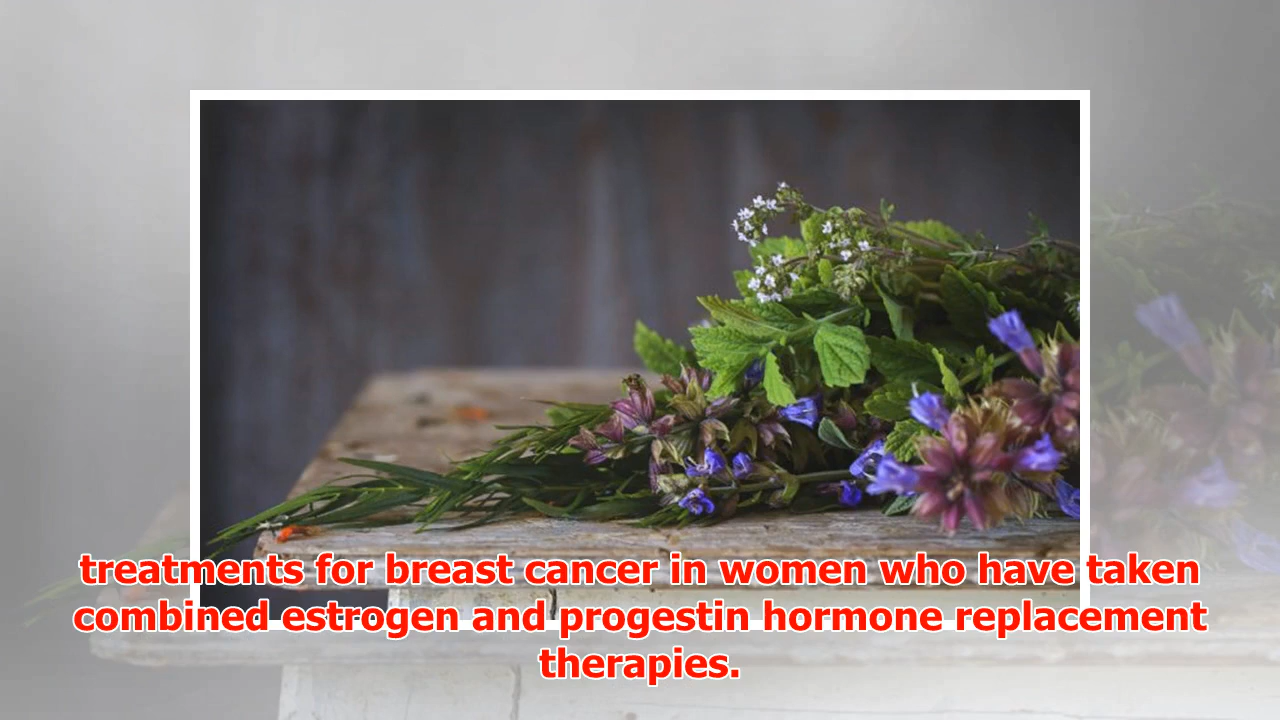 treatments for breast cancer in women who have taken
combined estrogen and progestin hormone replacement
therapies.